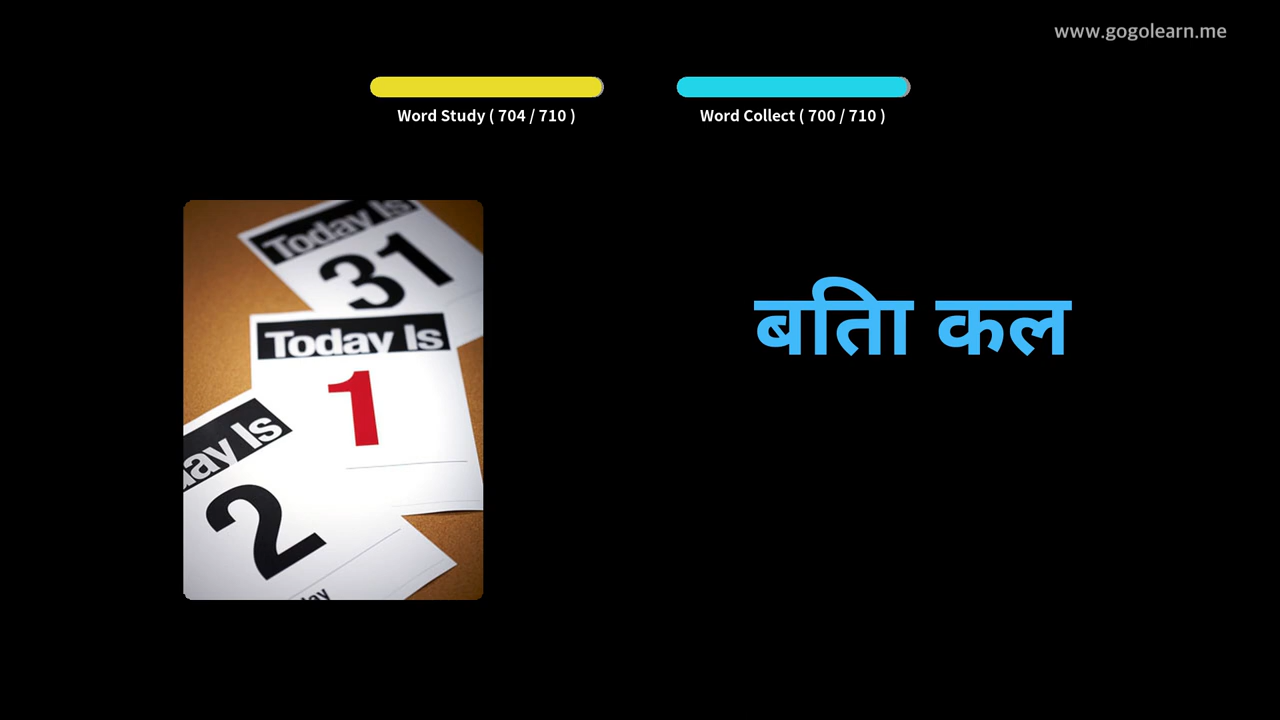 www.gogolearn.me
Word Study ( 704 / 710 )
Word Collect ( 700 / 710 )
Today Is
31
Today Is
1
ay Is
2
बिता कल